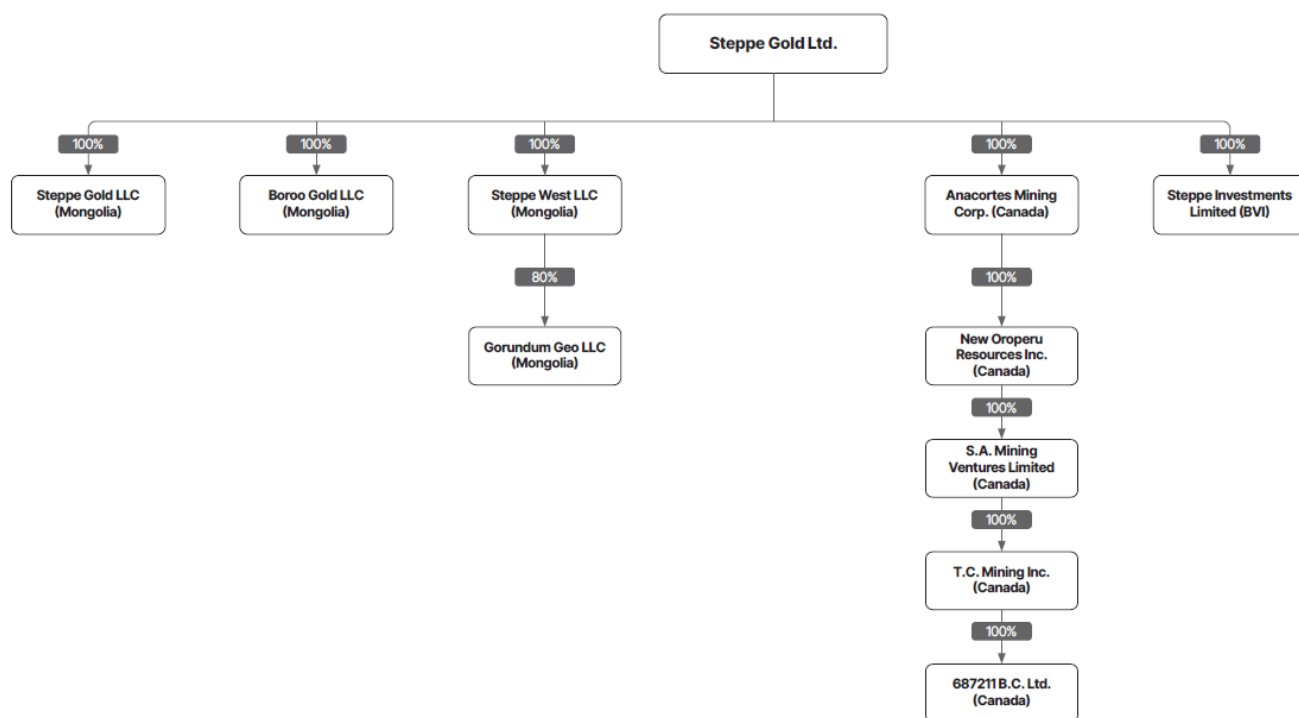 Steppe Gold Ltd.
100%
100%
100%
100%
100%
Steppe Gold LLC
(Mongolia)
Boroo Gold LLC
(Mongolia)
Steppe West LLC
(Mongolia)
Anacortes Mining
Corp. (Canada)
Steppe Investments
Limited (BVI)
80%
100%
Gorundum Geo LLC
(Mongolia)
New Oroperu
Resources Inc.
(Canada)
100%
S.A. Mining
Ventures Limited
(Canada)
100%
T.C. Mining Inc.
(Canada)
100%
687211 B.C. Ltd.
(Canada)